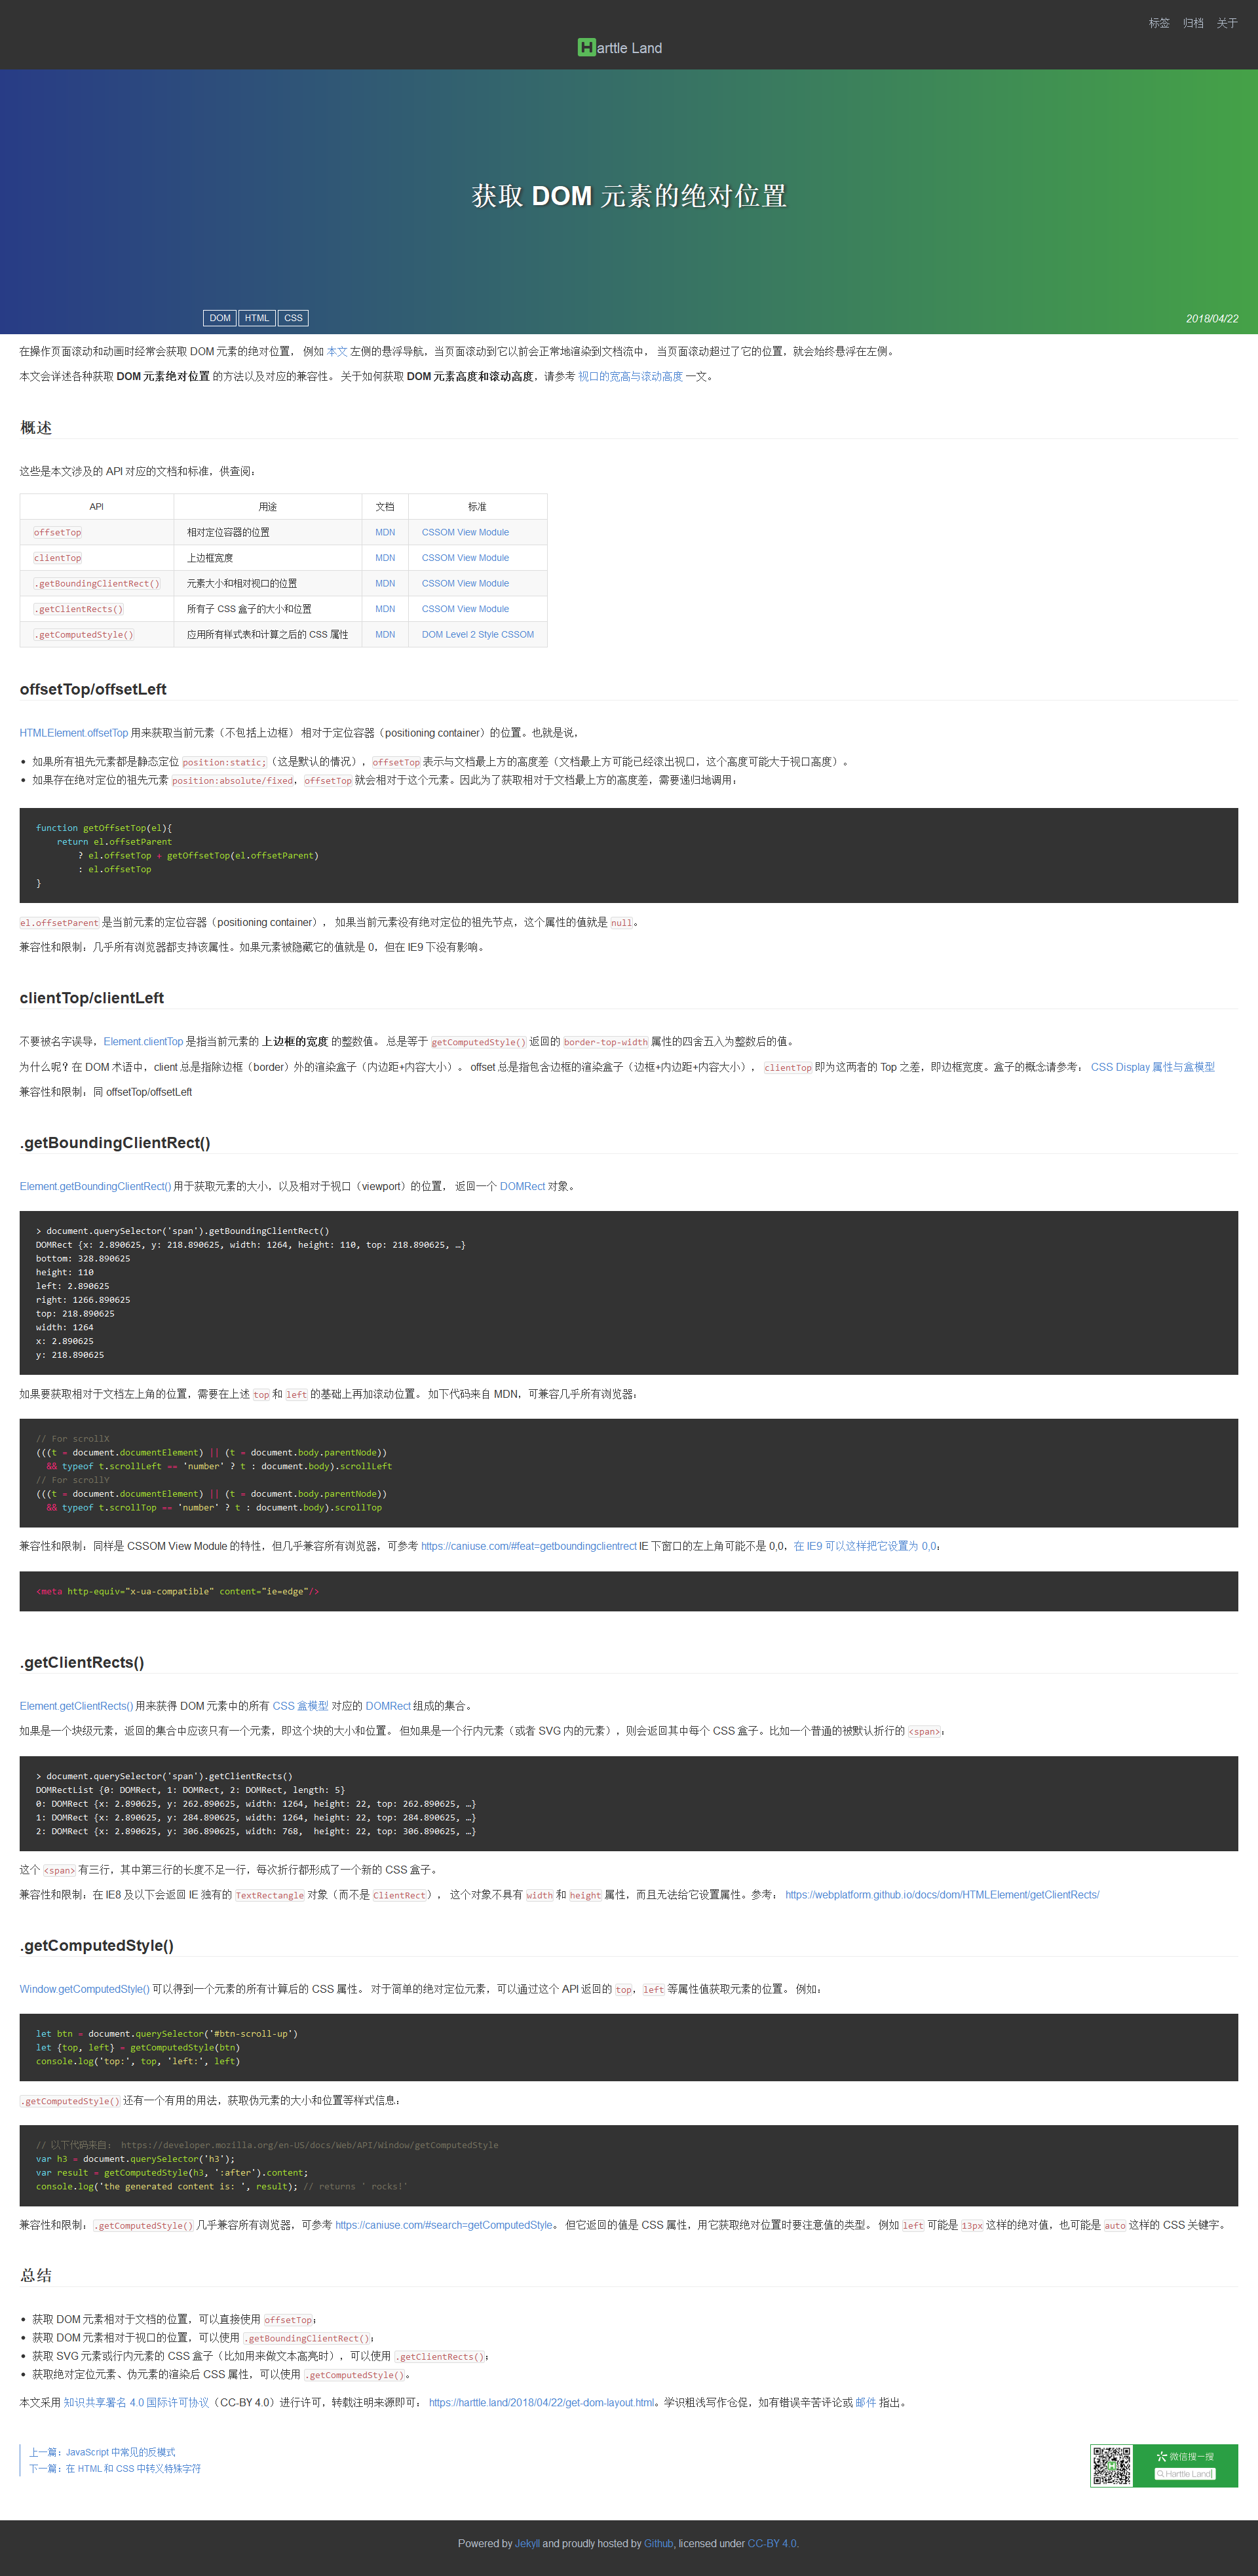 标签 归档 关于
Harttle Land
获取 DOM 元素的绝对位置
DOM HTML CSS
2018/04/22
在操作页面滚动和动画时经常会获取 DOM 元素的绝对位置， 例如 本文 左侧的悬浮导航，当页面滚动到它以前会正常地渲染到文档流中， 当页面滚动超过了它的位置，就会始终悬浮在左侧。
本文会详述各种获取 DOM 元素绝对位置 的方法以及对应的兼容性。 关于如何获取 DOM 元素高度和滚动高度，请参考 视口的宽高与滚动高度 一文。
概述
这些是本文涉及的 API 对应的文档和标准，供查阅：
API 用途 文档 标准
offsetTop 相对定位容器的位置 MDN CSSOM View Module
clientTop 上边框宽度 MDN CSSOM View Module
.getBoundingClientRect() 元素大小和相对视口的位置 MDN CSSOM View Module
.getClientRects() 所有子 CSS 盒子的大小和位置 MDN CSSOM View Module
.getComputedStyle() 应用所有样式表和计算之后的 CSS 属性 MDN DOM Level 2 Style CSSOM
offsetTop/offsetLeft
HTMLElement.offsetTop 用来获取当前元素（不包括上边框） 相对于定位容器（positioning container）的位置。也就是说，
• 如果所有祖先元素都是静态定位 position:static;（这是默认的情况），offsetTop 表示与文档最上方的高度差（文档最上方可能已经滚出视口，这个高度可能大于视口高度）。
• 如果存在绝对定位的祖先元素 position:absolute/fixed，offsetTop 就会相对于这个元素。因此为了获取相对于文档最上方的高度差，需要递归地调用：
function getOffsetTop(el){
    return el.offsetParent
        ? el.offsetTop + getOffsetTop(el.offsetParent)
        : el.offsetTop
}
el.offsetParent 是当前元素的定位容器（positioning container）， 如果当前元素没有绝对定位的祖先节点，这个属性的值就是 null。
兼容性和限制：几乎所有浏览器都支持该属性。如果元素被隐藏它的值就是 0，但在 IE9 下没有影响。
clientTop/clientLeft
不要被名字误导，Element.clientTop 是指当前元素的 上边框的宽度 的整数值。 总是等于 getComputedStyle() 返回的 border-top-width 属性的四舍五入为整数后的值。
为什么呢？在 DOM 术语中，client 总是指除边框（border）外的渲染盒子（内边距+内容大小）。 offset 总是指包含边框的渲染盒子（边框+内边距+内容大小）， clientTop 即为这两者的 Top 之差，即边框宽度。盒子的概念请参考： CSS Display 属性与盒模型
兼容性和限制：同 offsetTop/offsetLeft
.getBoundingClientRect()
Element.getBoundingClientRect() 用于获取元素的大小，以及相对于视口（viewport）的位置， 返回一个 DOMRect 对象。
> document.querySelector('span').getBoundingClientRect()
DOMRect {x: 2.890625, y: 218.890625, width: 1264, height: 110, top: 218.890625, …}
bottom: 328.890625
height: 110
left: 2.890625
right: 1266.890625
top: 218.890625
width: 1264
x: 2.890625
y: 218.890625
如果要获取相对于文档左上角的位置，需要在上述 top 和 left 的基础上再加滚动位置。 如下代码来自 MDN，可兼容几乎所有浏览器：
// For scrollX
(((t = document.documentElement) || (t = document.body.parentNode))
  && typeof t.scrollLeft == 'number' ? t : document.body).scrollLeft
// For scrollY
(((t = document.documentElement) || (t = document.body.parentNode))
  && typeof t.scrollTop == 'number' ? t : document.body).scrollTop
兼容性和限制：同样是 CSSOM View Module 的特性，但几乎兼容所有浏览器，可参考 https://caniuse.com/#feat=getboundingclientrect IE 下窗口的左上角可能不是 0,0，在 IE9 可以这样把它设置为 0,0：
<meta http-equiv="x-ua-compatible" content="ie=edge"/>
.getClientRects()
Element.getClientRects() 用来获得 DOM 元素中的所有 CSS 盒模型 对应的 DOMRect 组成的集合。
如果是一个块级元素，返回的集合中应该只有一个元素，即这个块的大小和位置。 但如果是一个行内元素（或者 SVG 内的元素），则会返回其中每个 CSS 盒子。比如一个普通的被默认折行的 <span>：
> document.querySelector('span').getClientRects()
DOMRectList {0: DOMRect, 1: DOMRect, 2: DOMRect, length: 5}
0: DOMRect {x: 2.890625, y: 262.890625, width: 1264, height: 22, top: 262.890625, …}
1: DOMRect {x: 2.890625, y: 284.890625, width: 1264, height: 22, top: 284.890625, …}
2: DOMRect {x: 2.890625, y: 306.890625, width: 768,  height: 22, top: 306.890625, …}
这个 <span> 有三行，其中第三行的长度不足一行，每次折行都形成了一个新的 CSS 盒子。
兼容性和限制：在 IE8 及以下会返回 IE 独有的 TextRectangle 对象（而不是 ClientRect）， 这个对象不具有 width 和 height 属性，而且无法给它设置属性。参考： https://webplatform.github.io/docs/dom/HTMLElement/getClientRects/
.getComputedStyle()
Window.getComputedStyle() 可以得到一个元素的所有计算后的 CSS 属性。 对于简单的绝对定位元素，可以通过这个 API 返回的 top，left 等属性值获取元素的位置。 例如：
let btn = document.querySelector('#btn-scroll-up')
let {top, left} = getComputedStyle(btn)
console.log('top:', top, 'left:', left)
.getComputedStyle() 还有一个有用的用法，获取伪元素的大小和位置等样式信息：
// 以下代码来自： https://developer.mozilla.org/en-US/docs/Web/API/Window/getComputedStyle
var h3 = document.querySelector('h3');
var result = getComputedStyle(h3, ':after').content;
console.log('the generated content is: ', result); // returns ' rocks!'
兼容性和限制：.getComputedStyle() 几乎兼容所有浏览器，可参考 https://caniuse.com/#search=getComputedStyle。 但它返回的值是 CSS 属性，用它获取绝对位置时要注意值的类型。 例如 left 可能是 13px 这样的绝对值，也可能是 auto 这样的 CSS 关键字。
总结
• 获取 DOM 元素相对于文档的位置，可以直接使用 offsetTop；
• 获取 DOM 元素相对于视口的位置，可以使用 .getBoundingClientRect()；
• 获取 SVG 元素或行内元素的 CSS 盒子（比如用来做文本高亮时），可以使用 .getClientRects()；
• 获取绝对定位元素、伪元素的渲染后 CSS 属性，可以使用 .getComputedStyle()。
本文采用 知识共享署名 4.0 国际许可协议（CC-BY 4.0）进行许可，转载注明来源即可： https://harttle.land/2018/04/22/get-dom-layout.html。学识粗浅写作仓促，如有错误辛苦评论或 邮件 指出。
上一篇：JavaScript 中常见的反模式
下一篇：在 HTML 和 CSS 中转义特殊字符
微信搜一搜
Harttle Land
Powered by Jekyll and proudly hosted by Github, licensed under CC-BY 4.0.